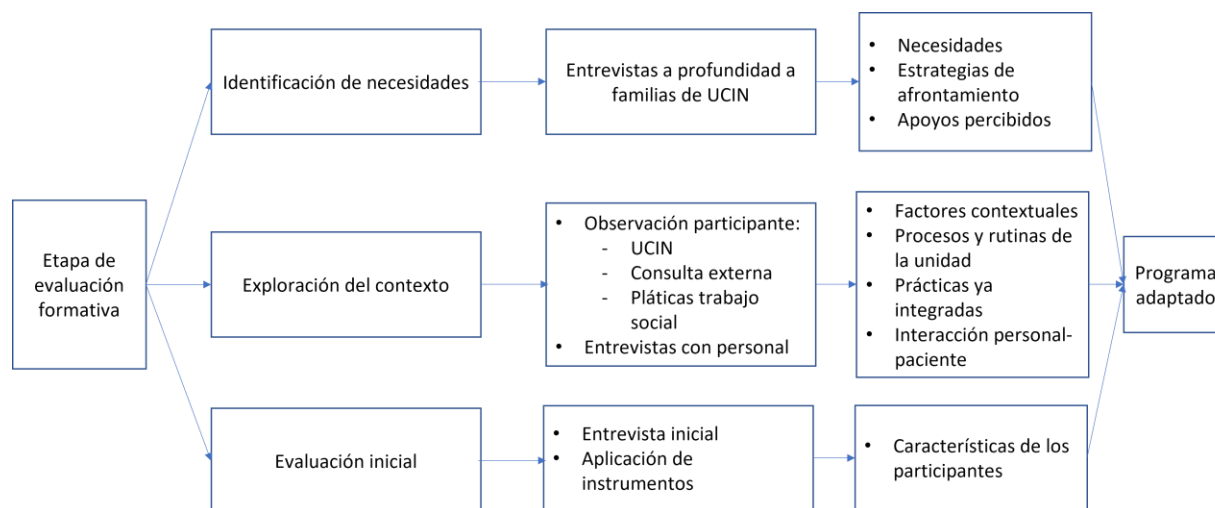 Etapa de
evaluación
formativa
Identificación de necesidades
Entrevistas a profundidad a
familias de UCIN
• Necesidades
• Estrategias de
afrontamiento
• Apoyos percibidos
Exploración del contexto
• Observación participante:
- UCIN
- Consulta externa
- Pláticas trabajo
social
• Entrevistas con personal
• Factores contextuales
• Procesos y rutinas de
la unidad
• Prácticas ya
integradas
• Interacción personal-
paciente
Evaluación inicial
• Entrevista inicial
• Aplicación de
instrumentos
• Características de los
participantes
Programa
adaptado